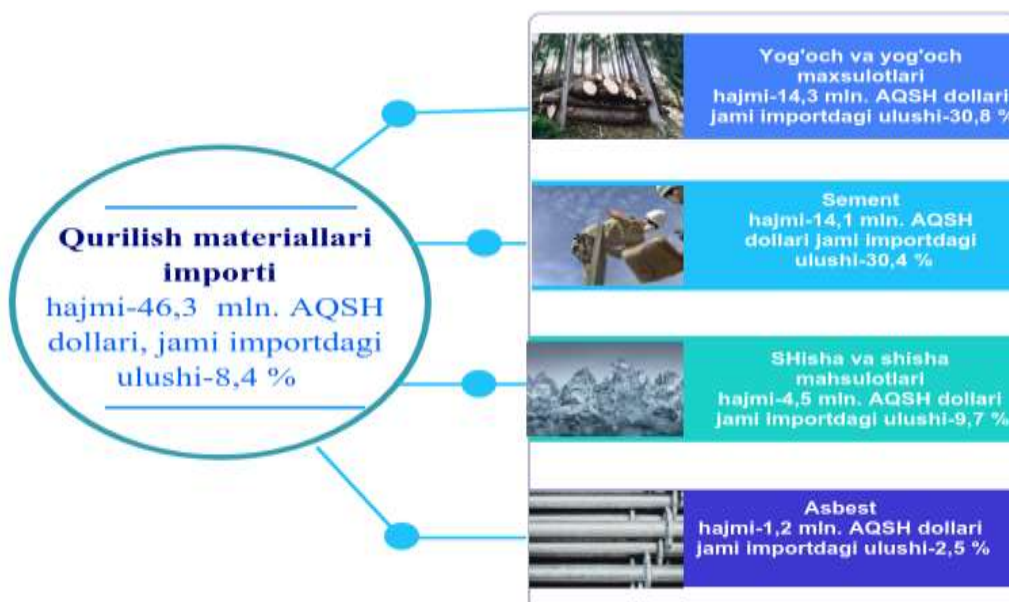 Qurilish materiallari
importi
hajmi-46,3 mln. AQSH
dollari, jami importdagi
ulushi-8,4 %
Yog'och va yog'och
maxsulotlari
hajmi-14,3 mln. AQSH dollari
jami importdagi ulushi-30,8 %
Sement
hajmi-14,1 mln. AQSH
dollari jami importdagi
ulushi-30,4 %
SHisha va shisha
mahsulotlari
hajmi-4,5 mln. AQSH dollari
jami importdagi ulushi-9,7 %
Asbest
hajmi-1,2 mln. AQSH dollari
jami importdagi ulushi-2,5 %